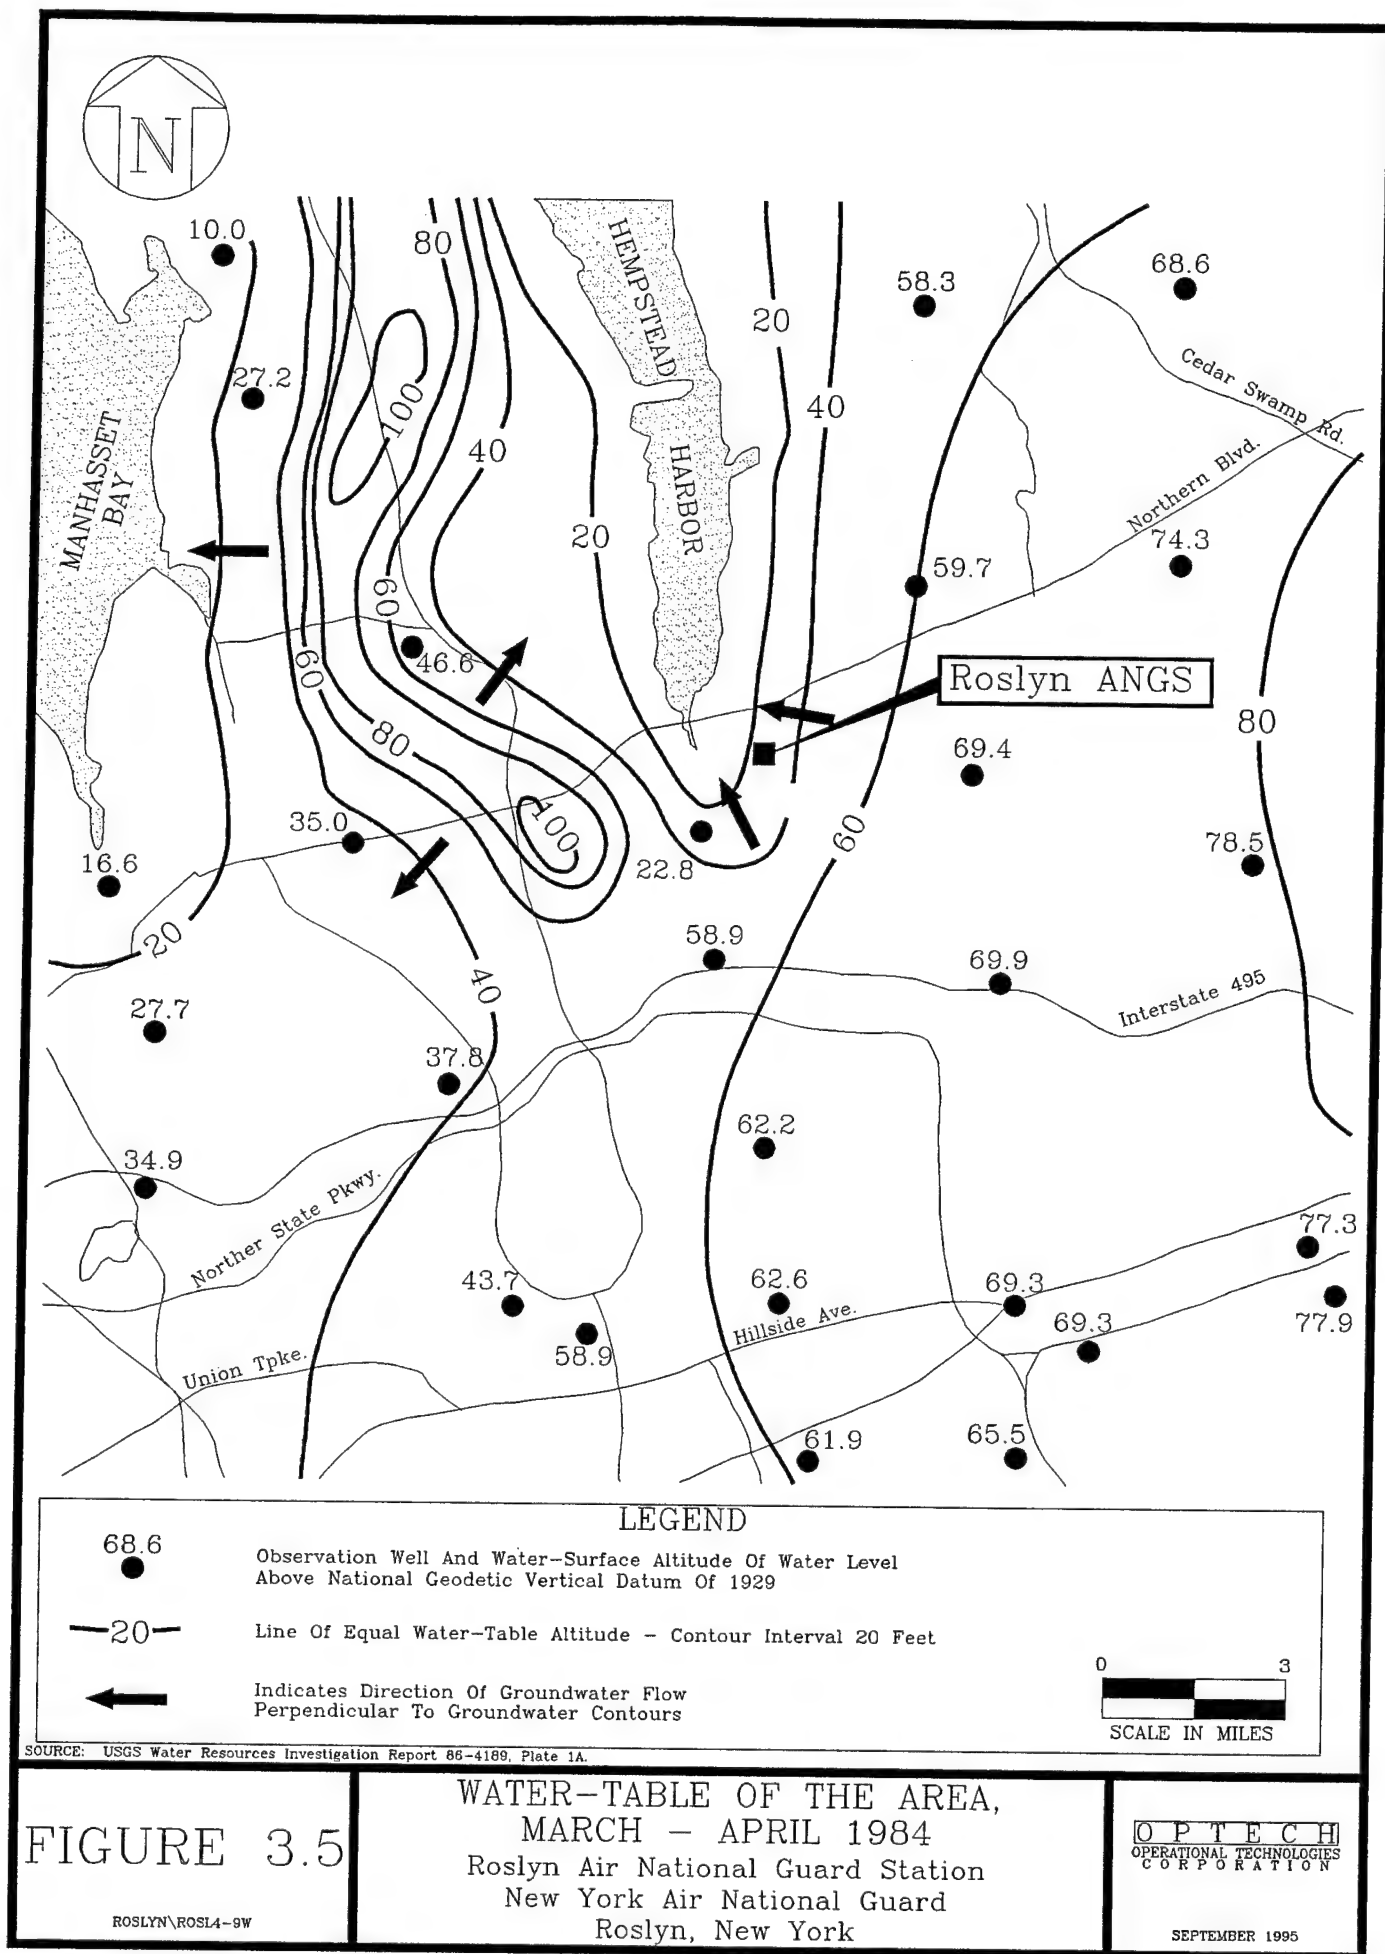 N
10.0
80
HEMPSTEAD
HARBOR
58.3
68.6
20
27.2
Cedar Swamp Rd.
100
40
40
MANHASSET
BAY
Northern Blvd.
20
74.3
59.7
60
46.6
60
Roslyn ANGS
80
80
69.4
35.0
100
60
78.5
16.6
22.8
20
58.9
69.9
40
Interstate 495
27.7
37.8
62.2
34.9
Norther State Pkwy.
77.3
43.7
62.6
69.3
Hillside Ave.
69.3
77.9
58.9
Union Tpke.
61.9
65.5
LEGEND
68.6
Observation Well And Water-Surface Altitude Of Water Level
Above National Geodetic Vertical Datum Of 1929
20
Line Of Equal Water-Table Altitude - Contour Interval 20 Feet
Indicates Direction Of Groundwater Flow
Perpendicular To Groundwater Contours
0 3
SCALE IN MILES
SOURCE: USGS Water Resources Investigation Report 86-4189, Plate 1A.
FIGURE 3.5
ROSLYN\ROSL4-9W
WATER-TABLE OF THE AREA,
MARCH - APRIL 1984
Roslyn Air National Guard Station
New York Air National Guard
Roslyn, New York
OPTECH
OPERATIONAL TECHNOLOGIES
CORPORATION
SEPTEMBER 1995